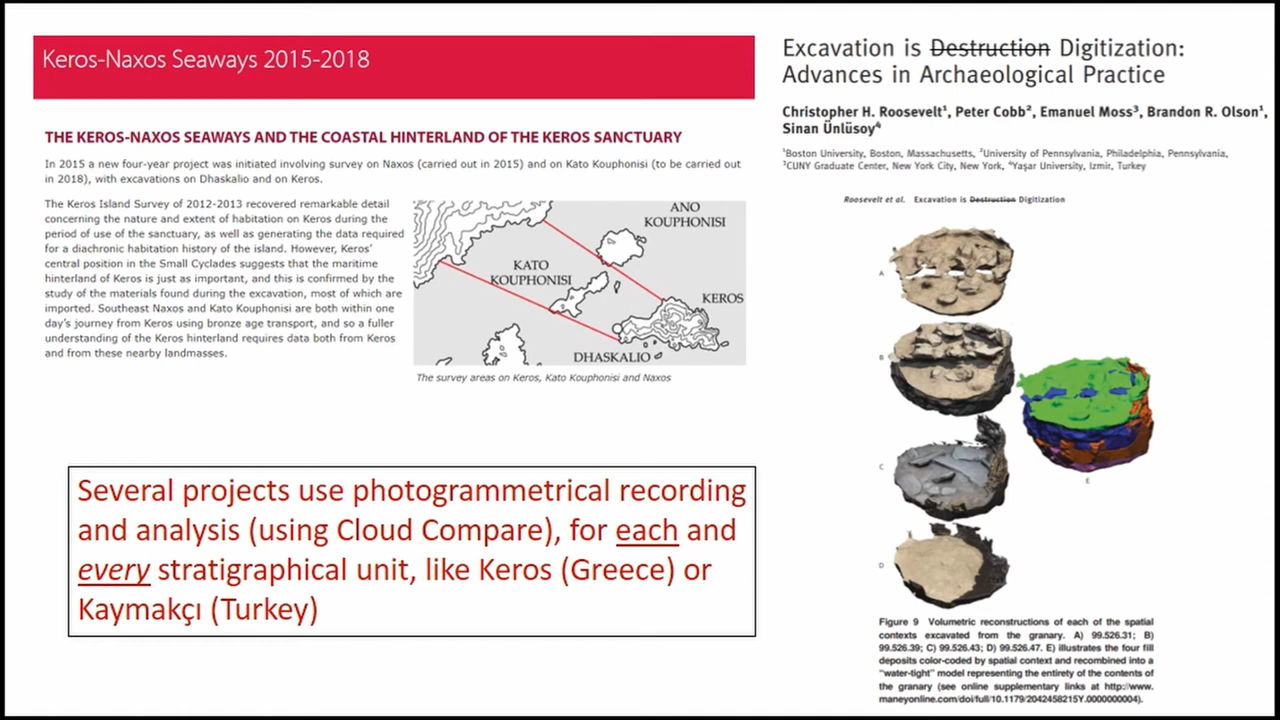 Keros-Naxos Seaways 2015-2018
THE KEROS-NAXOS SEAWAYS AND THE COASTAL HINTERLAND OF THE KEROS SANCTUARY
In 2015 a new four-year project was initiated involving survey on Naxos (carried out in 2015) and on Kato Kouphonisi (to be carried out
in 2018), with excavations on Dhaskalio and on Keros.
The Keros Island Survey of 2012-2013 recovered remarkable detail
concerning the nature and extent of habitation on Keros during the
period of use of the sanctuary, as well as generating the data required
for a diachronic habitation history of the island. However, Keros'
central position in the Small Cyclades suggests that the maritime
hinterland of Keros is just as important, and this is confirmed by the
study of the materials found during the excavation, most of which are
imported. Southeast Naxos and Kato Kouphonisi are both within one
day's journey from Keros using bronze age transport, and so a fuller
understanding of the Keros hinterland requires data both from Keros
and from these nearby landmasses.
ANO
KOUPHONISI
KATO
KOUPHONISI
KEROS
DHASKALIO
The survey areas on Keros, Kato Kouphonisi and Naxos
Several projects use photogrammetrical recording
and analysis (using Cloud Compare), for each and
every stratigraphical unit, like Keros (Greece) or
Kaymakçı (Turkey)
Excavation is Destruction Digitization:
Advances in Archaeological Practice
Christopher H. Roosevelt¹, Peter Cobb², Emanuel Moss³, Brandon R. Olson¹,
Sinan Ünlüsoy⁴
¹Boston University, Boston, Massachusetts, ²University of Pennsylvania, Philadelphia, Pennsylvania,
³CUNY Graduate Center, New York City, New York, ⁴Yaşar University, Izmir, Turkey
Roosevelt et al. Excavation is Destruction Digitization
A
B
C
D
E
Figure 9 Volumetric reconstructions of each of the spatial
contexts excavated from the granary. A) 99.526.31; B)
99.526.39; C) 99.526.43; D) 99.526.47. E) illustrates the four fill
deposits color-coded by spatial context and recombined into a
"water-tight" model representing the entirety of the contents of
the granary (see online supplementary links at http://www.
maneyonline.com/doi/full/10.1179/2042458215Y.0000000004).